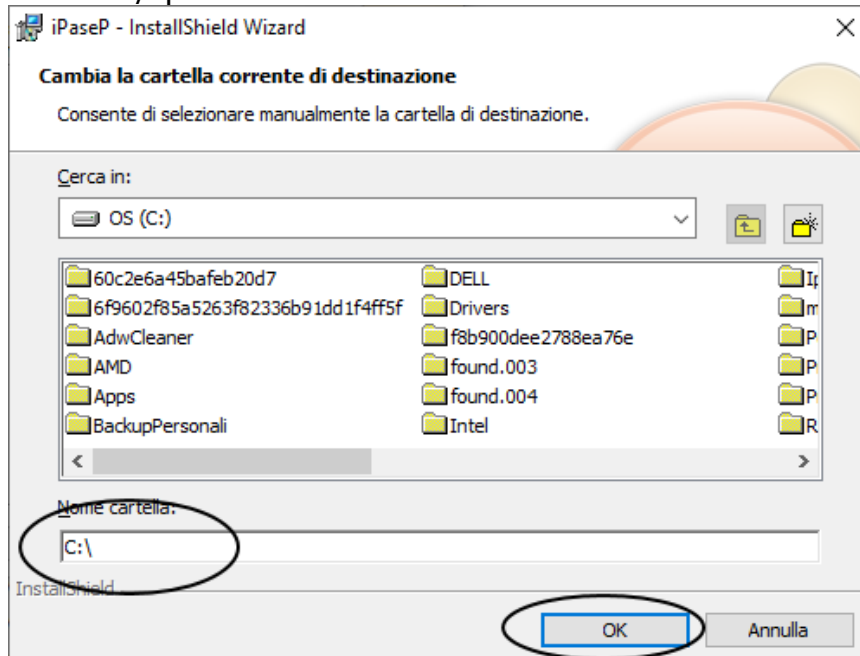 iPaseP - InstallShield Wizard
Cambia la cartella corrente di destinazione
Consente di selezionare manualmente la cartella di destinazione.
Cerca in:
OS (C:)
60c2e6a45bafeb20d7
6f9602f85a5263f82336b91dd1f4ff5f
AdwCleaner
AMD
Apps
BackupPersonali
DELL
Drivers
f8b900dee2788ea76e
found.003
found.004
Intel
Nome cartella:
C:\
InstallShield
OK Annulla